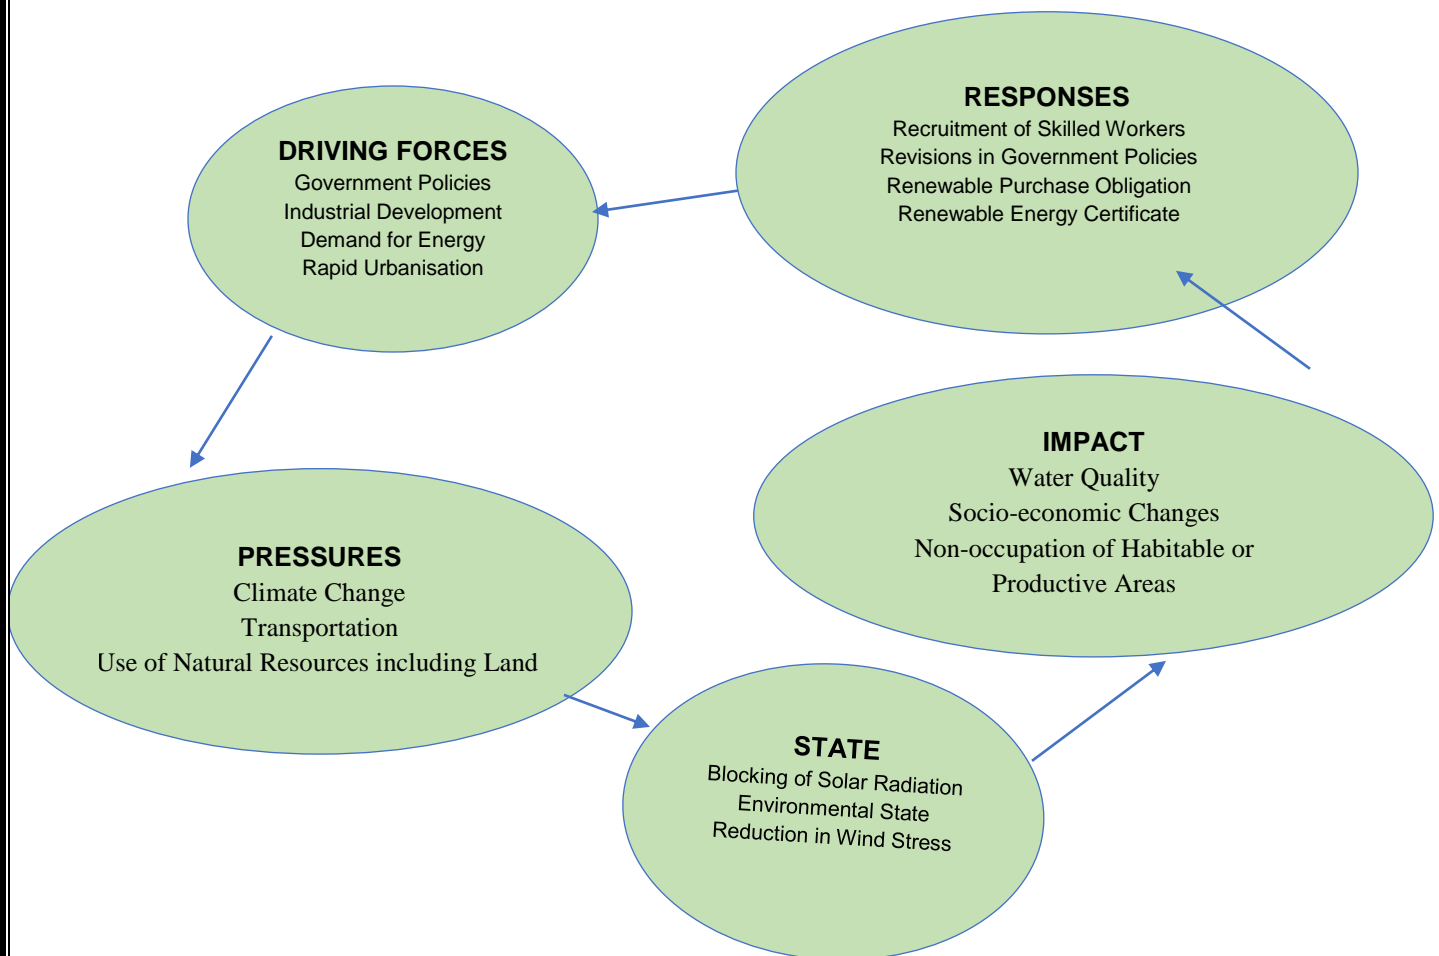 DRIVING FORCES
Government Policies
Industrial Development
Demand for Energy
Rapid Urbanisation
RESPONSES
Recruitment of Skilled Workers
Revisions in Government Policies
Renewable Purchase Obligation
Renewable Energy Certificate
IMPACT
Water Quality
Socio-economic Changes
Non-occupation of Habitable or
Productive Areas
PRESSURES
Climate Change
Transportation
Use of Natural Resources including Land
STATE
Blocking of Solar Radiation
Environmental State
Reduction in Wind Stress